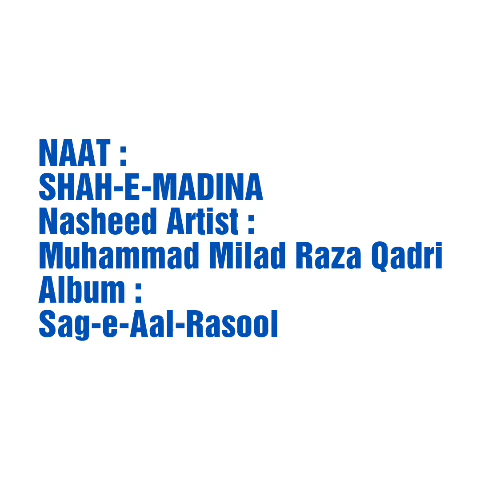 NAAT :
SHAH-E-MADINA
Nasheed Artist :
Muhammad Milad Raza Qadri
Album :
Sag-e-Aal-Rasool